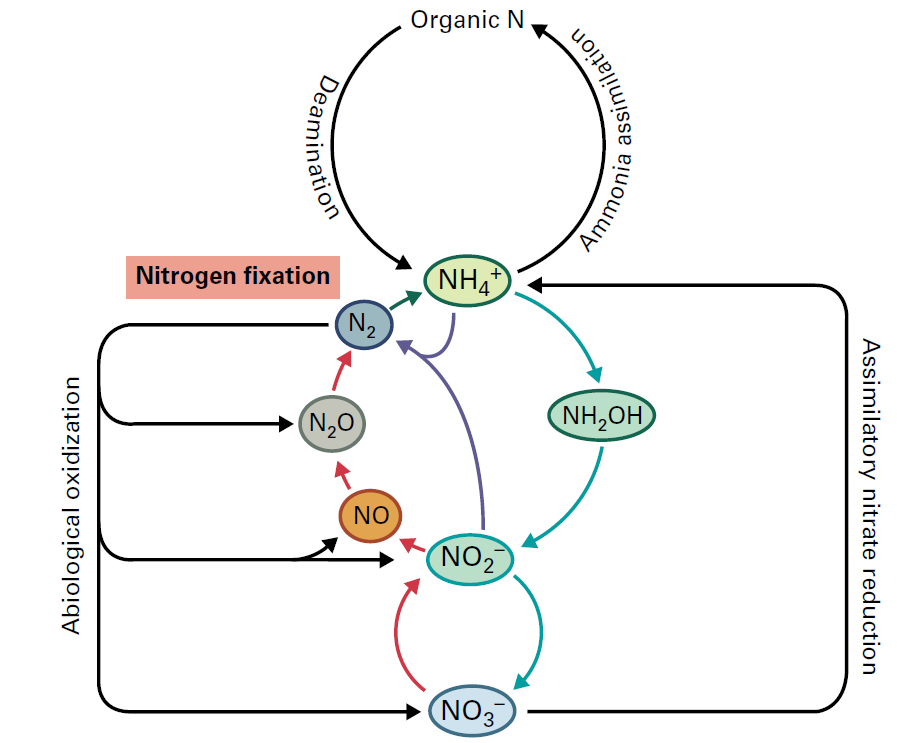 Organic N
Deamination
Ammonia assimilation
Nitrogen fixation
NH₄⁺
N₂
N₂O
NH₂OH
NO
NO₂⁻
NO₃⁻
Abiological oxidization
Assimilatory nitrate reduction